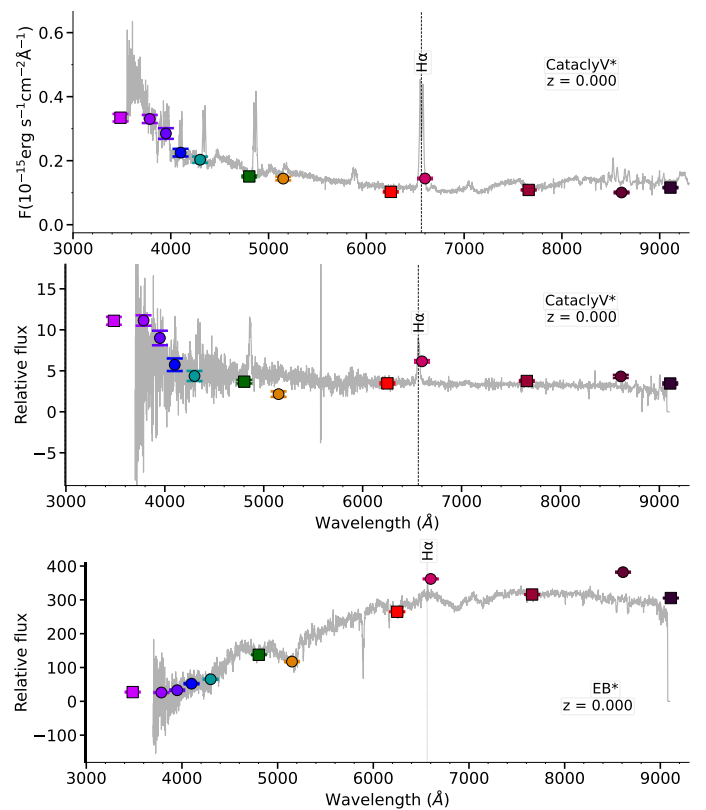 0.6
0.4
0.2
0.0
F(10⁻¹⁵erg s⁻¹cm⁻²Å⁻¹)
Hα
CataclyV*
z = 0.000
3000 4000 5000 6000 7000 8000 9000
15
10
5
0
−5
Relative flux
Hα
CataclyV*
z = 0.000
3000 4000 5000 6000 7000 8000 9000
Wavelength (Å)
400
300
200
100
0
−100
Relative flux
Hα
EB*
z = 0.000
3000 4000 5000 6000 7000 8000 9000
Wavelength (Å)